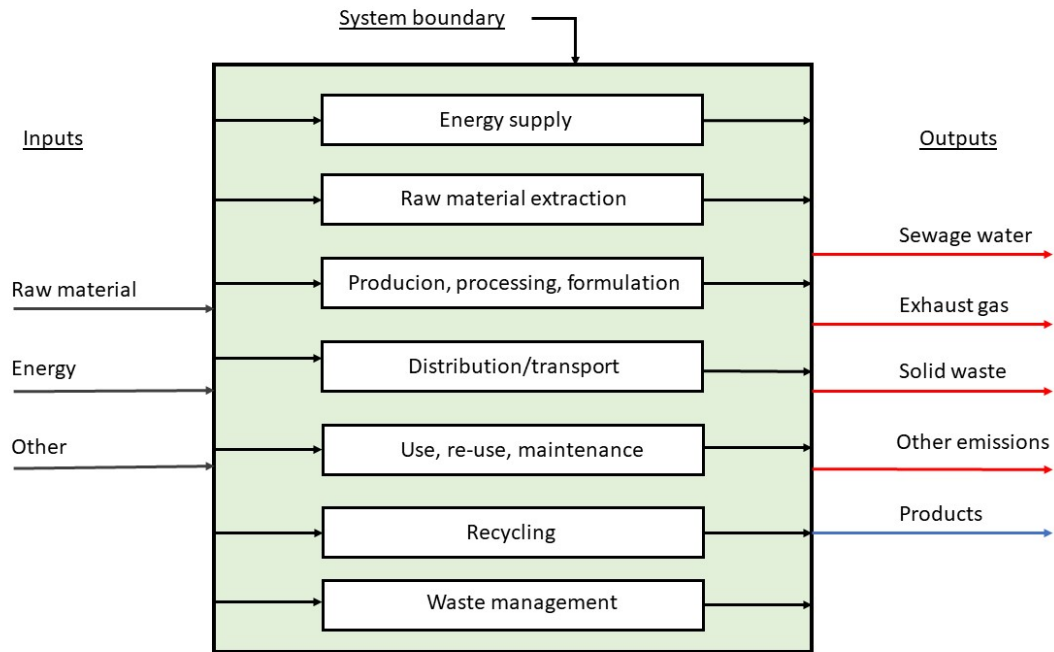 System boundary
Inputs
Outputs
Energy supply
Raw material extraction
Producion, processing, formulation
Distribution/transport
Use, re-use, maintenance
Recycling
Waste management
Raw material
Energy
Other
Sewage water
Exhaust gas
Solid waste
Other emissions
Products